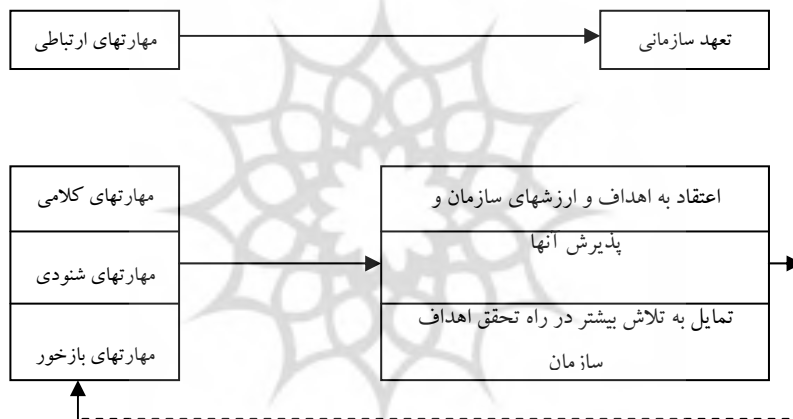 مهارتهای ارتباطی
تعهد سازمانی
مهارتهای کلامی
مهارتهای شنودی
مهارتهای بازخور
اعتقاد به اهداف و ارزشهای سازمان و
پذیرش آنها
تمایل به تلاش بیشتر در راه تحقق اهداف
سازمان